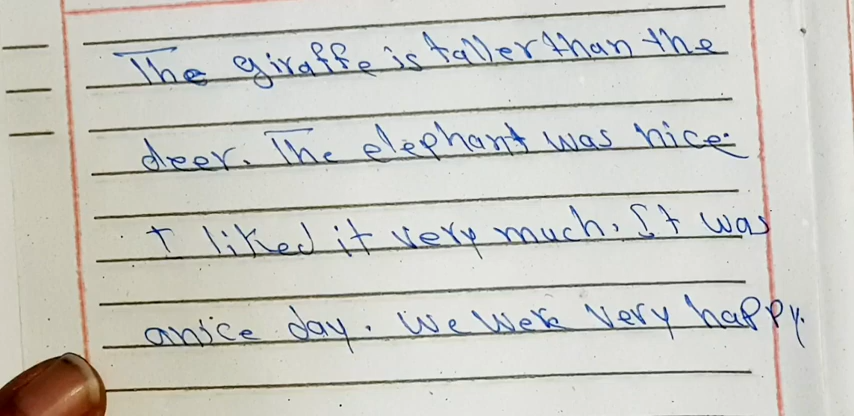 The giraffe is taller than the
deer. The elephant was nice.
I liked it very much. It was
anice day. We were very happy.